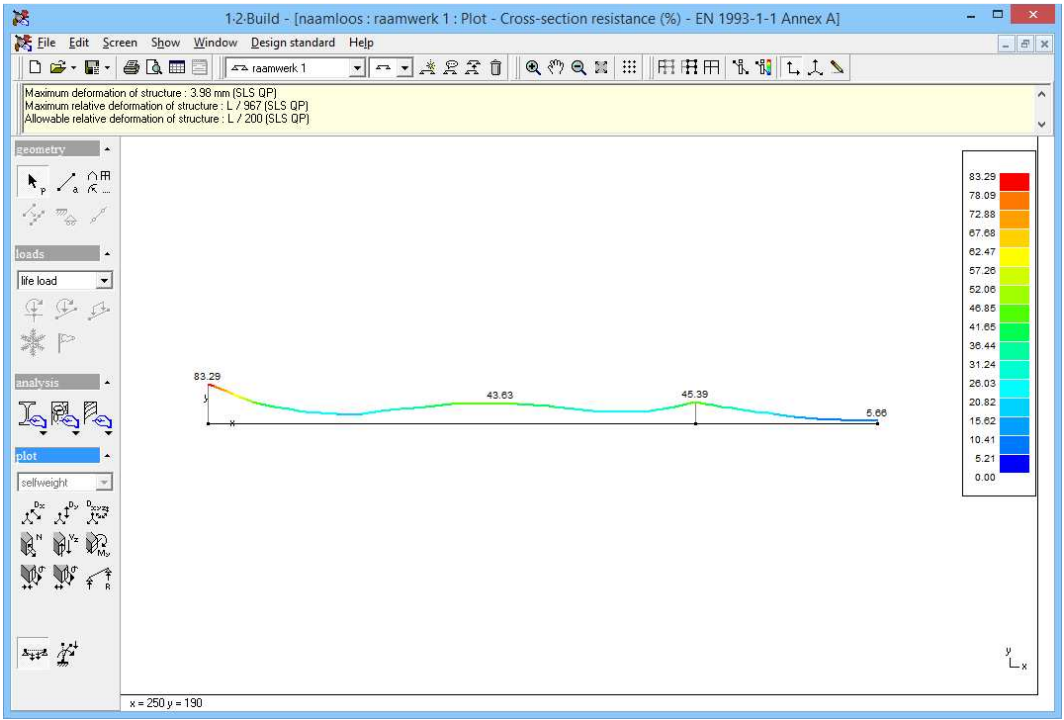 1·2·Build - [naamloos : raamwerk 1 : Plot - Cross-section resistance (%) - EN 1993-1-1 Annex A]
File Edit Screen Show Window Design standard Help
raamwerk 1
Maximum deformation of structure : 3.98 mm (SLS QP)
Maximum relative deformation of structure : L / 967 (SLS QP)
Allowable relative deformation of structure : L / 200 (SLS QP)
geometry
P
a
loads
life load
analysis
plot
selfweight
Dx
Dy
N
Vz
My
σ
σ
R
83.29
43.63
45.39
5.66
y
x
83.29
78.09
72.88
67.68
62.47
57.26
52.06
46.85
41.65
36.44
31.24
26.03
20.82
15.62
10.41
5.21
0.00
y
x
x = 250 y = 190